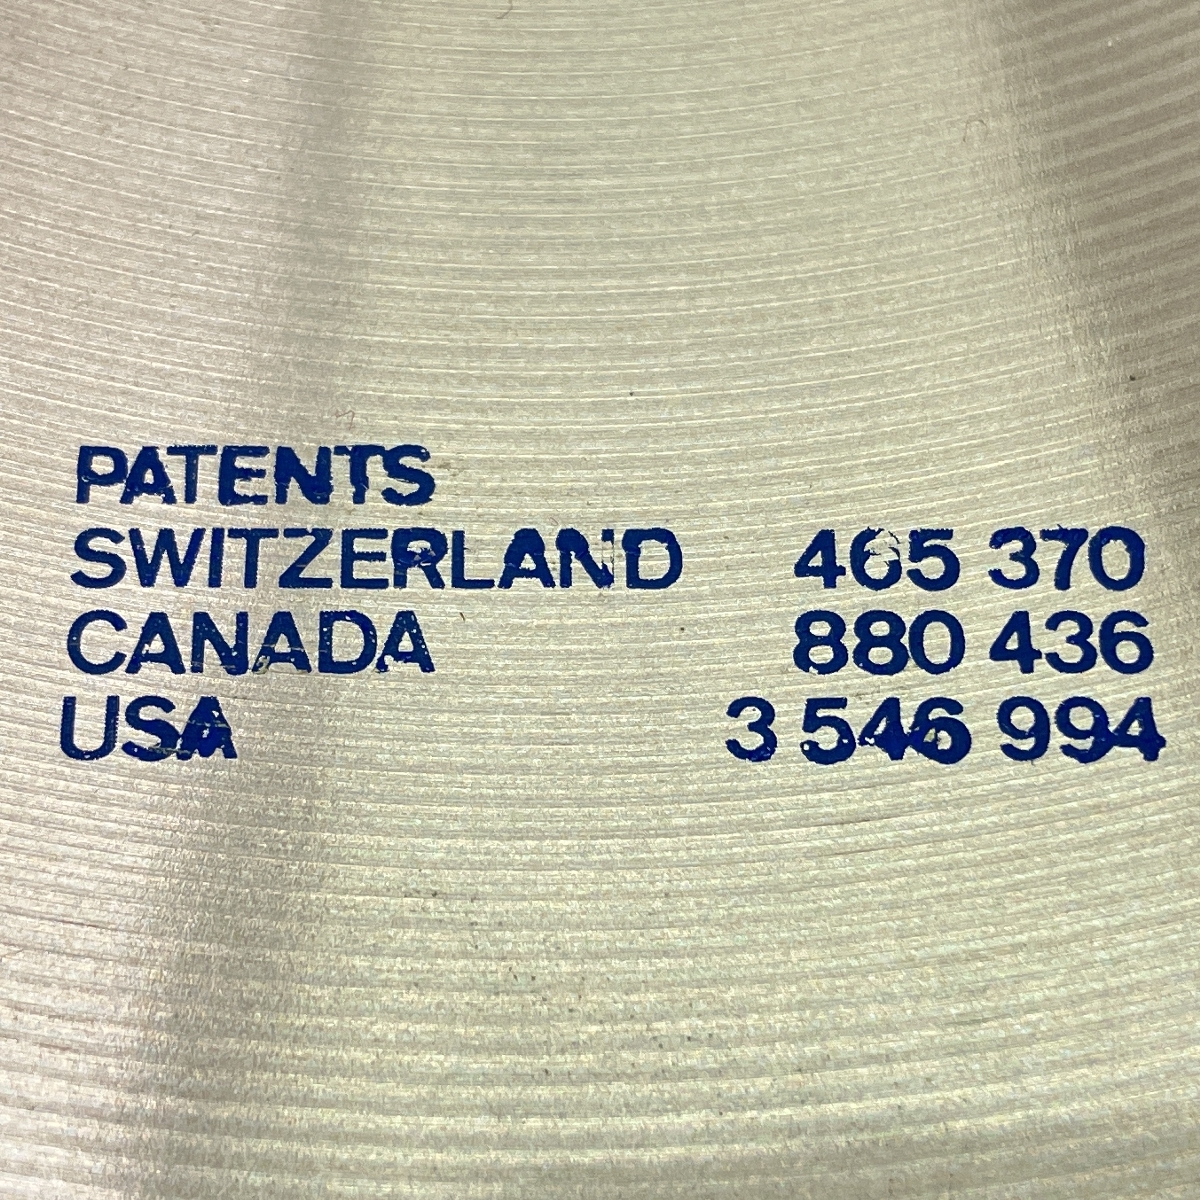 PATENTS
SWITZERLAND 465 370
CANADA 880 436
USA 3 546 994